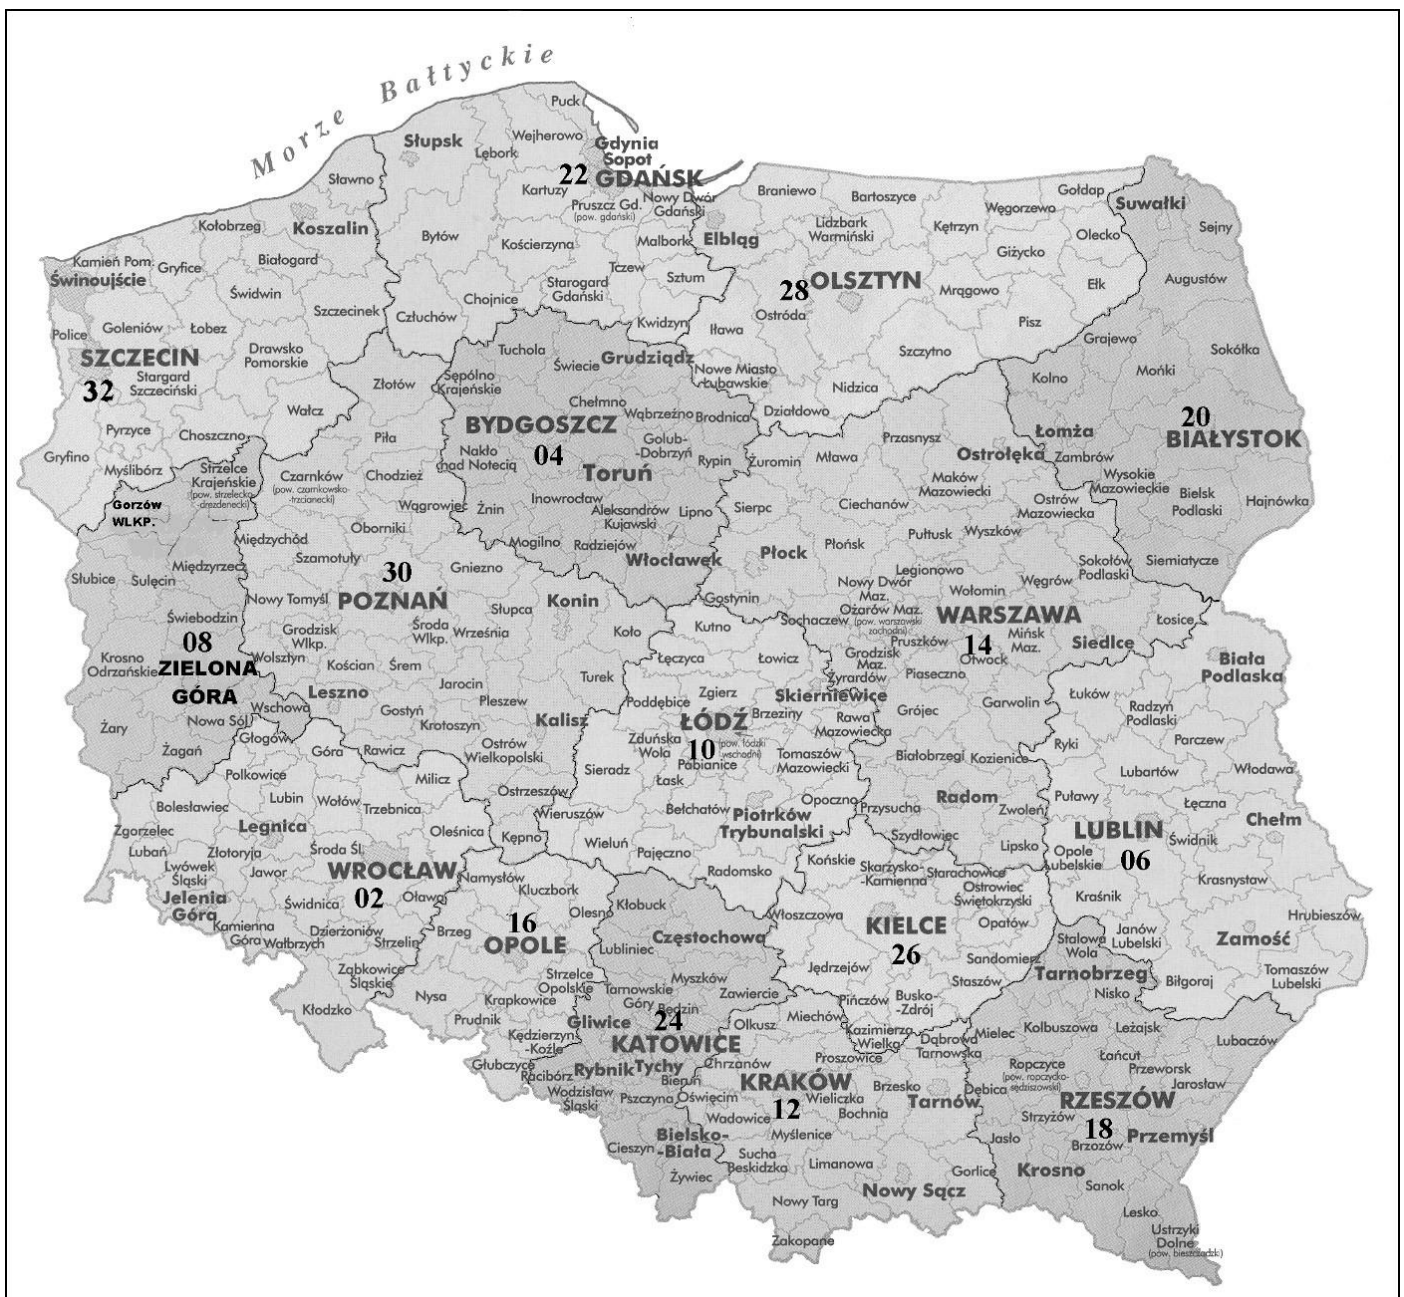 Morze Bałtyckie
Puck
Słupsk
Wejherowo
Lębork
Gdynia
Sopot
22 GDAŃSK
Kartuzy
Pruszcz Gd.
(pow. gdański)
Nowy Dwór
Gdański
Bytów
Kościerzyna
Malbork
Tczew
Starogard
Gdański
Sztum
Chojnice
Człuchów
Kwidzyn
Sławno
Kołobrzeg
Koszalin
Kamień Pom.
Świnoujście
Gryfice
Białogard
Świdwin
Szczecinek
Police
Goleniów
Łobez
SZCZECIN
32
Drawsko
Pomorskie
Stargard
Szczeciński
Wałcz
Pyrzyce
Choszczno
Gryfino
Myślibórz
Braniewo
Bartoszyce
Gołdap
Węgorzewo
Lidzbark
Warmiński
Kętrzyn
Olecko
Elbląg
Giżycko
28 OLSZTYN
Ostróda
Mrągowo
Ełk
Iława
Pisz
Szczytno
Nowe Miasto
Lubawskie
Nidzica
Działdowo
Suwałki
Sejny
Augustów
Grajewo
Sokółka
Kolno
Mońki
20
BIAŁYSTOK
Łomża
Zambrów
Wysokie
Mazowieckie
Bielsk
Podlaski
Hajnówka
Siemiatycze
Tuchola
Świecie
Grudziądz
Sępólno
Krajeńskie
Chełmno
Wąbrzeźno
Brodnica
BYDGOSZCZ
04
Nakło
nad Notecią
Golub-
-Dobrzyń
Rypin
Toruń
Żnin
Inowrocław
Aleksandrów
Kujawski
Lipno
Mogilno
Radziejów
Włocławek
Złotów
Piła
Czarnków
(pow. czarnkowsko
-trzcianecki)
Chodzież
Wągrowiec
Oborniki
Międzychód
Szamotuły
30
POZNAŃ
Gniezno
Nowy Tomyśl
Słupca
Konin
Grodzisk
Wlkp.
Środa
Wlkp.
Września
Koło
Wolsztyn
Kościan
Śrem
Turek
Leszno
Jarocin
Pleszew
Gostyń
Krotoszyn
Kalisz
Rawicz
Ostrów
Wielkopolski
Ostrzeszów
Kępno
Strzelce
Krajeńskie
(pow. strzelecko
-drezdenecki)
Gorzów
WLKP.
Międzyrzecz
Słubice
Sulęcin
Świebodzin
08
ZIELONA
GÓRA
Krosno
Odrzańskie
Wschowa
Nowa Sól
Żary
Żagań
Przasnysz
Ostrołęka
Żuromin
Mława
Maków
Mazowiecki
Ciechanów
Ostrów
Mazowiecka
Sierpc
Pułtusk
Wyszków
Płock
Płońsk
Sokołów
Podlaski
Legionowo
Nowy Dwór
Maz.
Wołomin
Węgrów
Gostynin
Sochaczew
Ożarów Maz.
(pow. warszawski
zachodni)
WARSZAWA
14
Łosice
Pruszków
Mińsk
Maz.
Siedlce
Grodzisk
Maz.
Otwock
Żyrardów
Piaseczno
Grójec
Garwolin
Białobrzegi
Kozienice
Radom
Zwoleń
Przysucha
Szydłowiec
Lipsko
Kutno
Łęczyca
Łowicz
Poddębice
Zgierz
Skierniewice
ŁÓDŹ
10
(pow. łódzki
wschodni)
Brzeziny
Rawa
Mazowiecka
Zduńska
Wola
Pabianice
Tomaszów
Mazowiecki
Sieradz
Łask
Wieruszów
Bełchatów
Opoczno
Piotrków
Trybunalski
Wieluń
Pajęczno
Radomsko
Biała
Podlaska
Łuków
Radzyń
Podlaski
Ryki
Parczew
Lubartów
Włodawa
Puławy
Łęczna
LUBLIN
06
Chełm
Świdnik
Opole
Lubelskie
Krasnystaw
Kraśnik
Hrubieszów
Janów
Lubelski
Zamość
Biłgoraj
Tomaszów
Lubelski
Głogów
Góra
Polkowice
Milicz
Bolesławiec
Lubin
Wołów
Trzebnica
Zgorzelec
Legnica
Oleśnica
Lubań
Złotoryja
Środa Śl.
Lwówek
Śląski
Jawor
WROCŁAW
02
Jelenia
Góra
Świdnica
Oława
Kamienna
Góra
Wałbrzych
Dzierżoniów
Strzelin
Ząbkowice
Śląskie
Kłodzko
Namysłów
Kluczbork
Olesno
16
OPOLE
Brzeg
Strzelce
Opolskie
Nysa
Krapkowice
Prudnik
Kędzierzyn
-Koźle
Głubczyce
Kłobuck
Częstochowa
Lubliniec
Myszków
Tarnowskie
Góry
Zawiercie
Będzin
Gliwice
24
KATOWICE
Rybnik
Tychy
Racibórz
Bieruń
Wodzisław
Śląski
Pszczyna
Bielsko-
-Biała
Cieszyn
Żywiec
Końskie
Skarżysko-
-Kamienna
Starachowice
Ostrowiec
Świętokrzyski
Włoszczowa
KIELCE
26
Opatów
Jędrzejów
Sandomierz
Staszów
Pińczów
Busko-
-Zdrój
Kazimierza
Wielka
Olkusz
Miechów
Dąbrowa
Tarnowska
Chrzanów
Proszowice
KRAKÓW
12
Brzesko
Oświęcim
Wieliczka
Tarnów
Wadowice
Bochnia
Myślenice
Sucha
Beskidzka
Limanowa
Gorlice
Nowy Sącz
Nowy Targ
Zakopane
Stalowa
Wola
Tarnobrzeg
Nisko
Mielec
Kolbuszowa
Leżajsk
Lubaczów
Ropczyce
(pow. ropczycko-
sędziszowski)
Łańcut
Przeworsk
Dębica
Jarosław
RZESZÓW
18
Strzyżów
Przemyśl
Jasło
Brzozów
Krosno
Sanok
Lesko
Ustrzyki
Dolne
(pow. bieszczadzki)